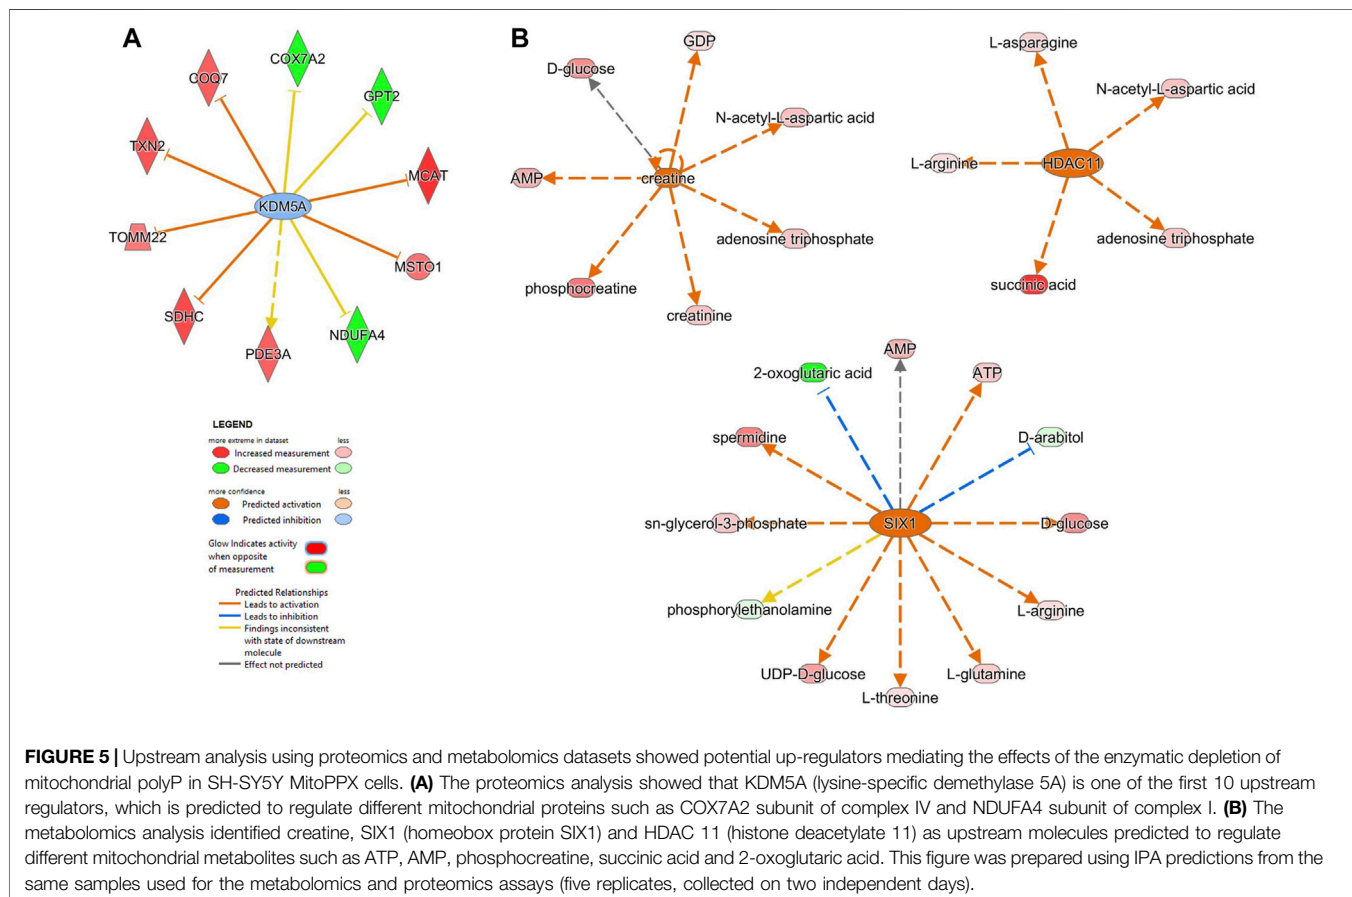 A
COX7A2
COQ7
GPT2
TXN2
MCAT
KDM5A
TOMM22
MSTO1
SDHC
PDE3A
NDUFA4
LEGEND
more extreme in dataset less
Increased measurement
Decreased measurement
more confidence less
Predicted activation
Predicted inhibition
Glow Indicates activity
when opposite
of measurement
Predicted Relationships
Leads to activation
Leads to inhibition
Findings inconsistent
with state of downstream
molecule
Effect not predicted
B
GDP
D-glucose
N-acetyl-L-aspartic acid
AMP
creatine
adenosine triphosphate
phosphocreatine
creatinine
L-asparagine
N-acetyl-L-aspartic acid
L-arginine
HDAC11
adenosine triphosphate
succinic acid
AMP
2-oxoglutaric acid
ATP
spermidine
D-arabitol
sn-glycerol-3-phosphate
SIX1
D-glucose
phosphorylethanolamine
L-arginine
UDP-D-glucose
L-glutamine
L-threonine
FIGURE 5 | Upstream analysis using proteomics and metabolomics datasets showed potential up-regulators mediating the effects of the enzymatic depletion of
mitochondrial polyP in SH-SY5Y MitoPPX cells. (A) The proteomics analysis showed that KDM5A (lysine-specific demethylase 5A) is one of the first 10 upstream
regulators, which is predicted to regulate different mitochondrial proteins such as COX7A2 subunit of complex IV and NDUFA4 subunit of complex I. (B) The
metabolomics analysis identified creatine, SIX1 (homeobox protein SIX1) and HDAC 11 (histone deacetylate 11) as upstream molecules predicted to regulate
different mitochondrial metabolites such as ATP, AMP, phosphocreatine, succinic acid and 2-oxoglutaric acid. This figure was prepared using IPA predictions from the
same samples used for the metabolomics and proteomics assays (five replicates, collected on two independent days).